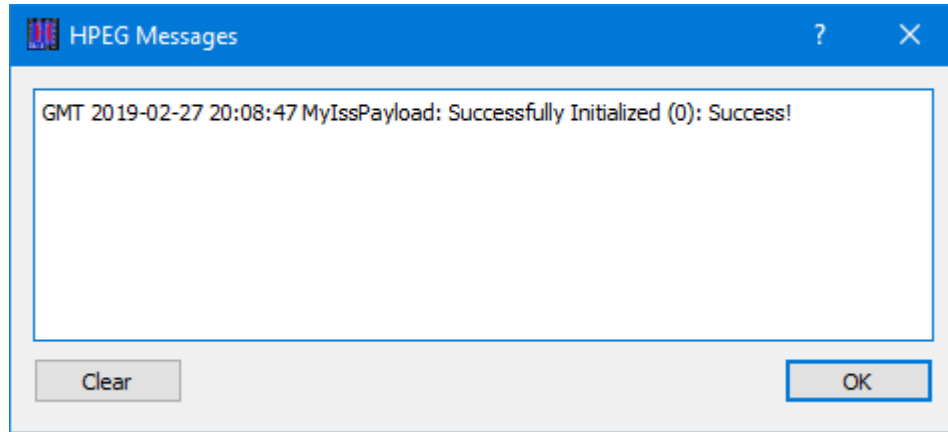 HPEG Messages
?
GMT 2019-02-27 20:08:47 MyIssPayload: Successfully Initialized (0): Success!
Clear
OK